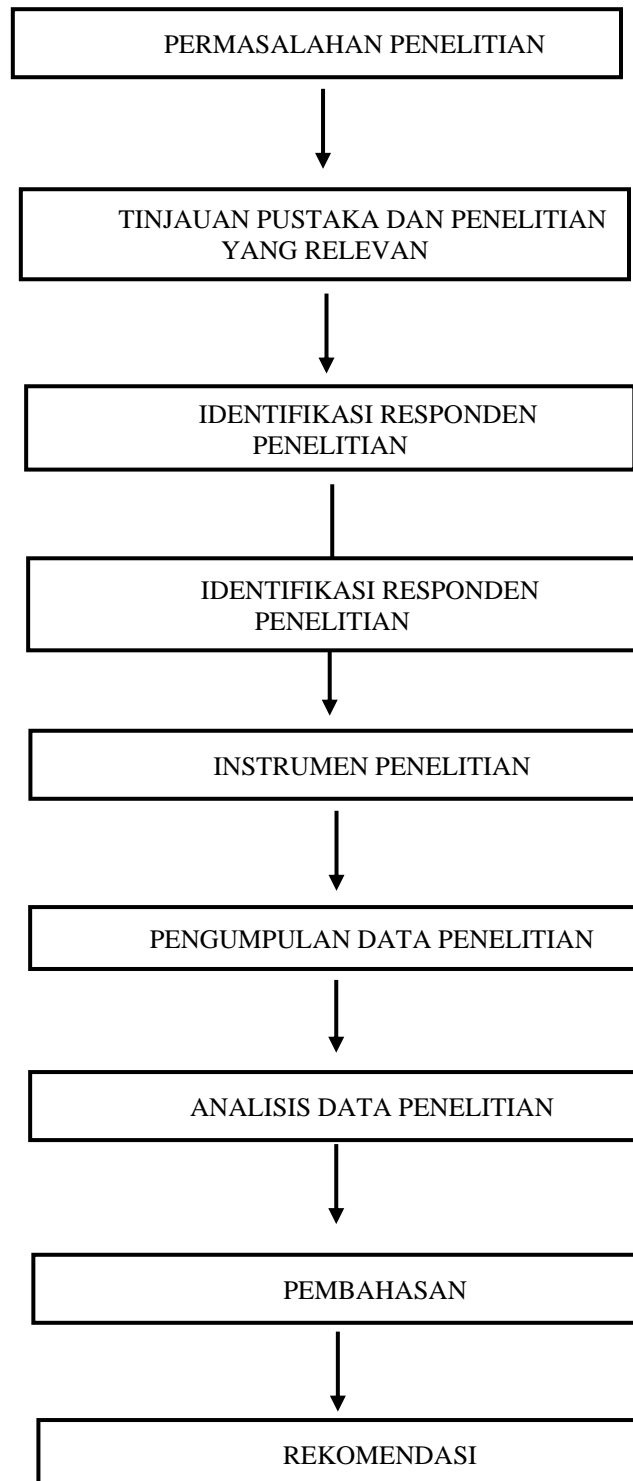 PERMASALAHAN PENELITIAN
TINJAUAN PUSTAKA DAN PENELITIAN
YANG RELEVAN
IDENTIFIKASI RESPONDEN
PENELITIAN
IDENTIFIKASI RESPONDEN
PENELITIAN
INSTRUMEN PENELITIAN
PENGUMPULAN DATA PENELITIAN
ANALISIS DATA PENELITIAN
PEMBAHASAN
REKOMENDASI